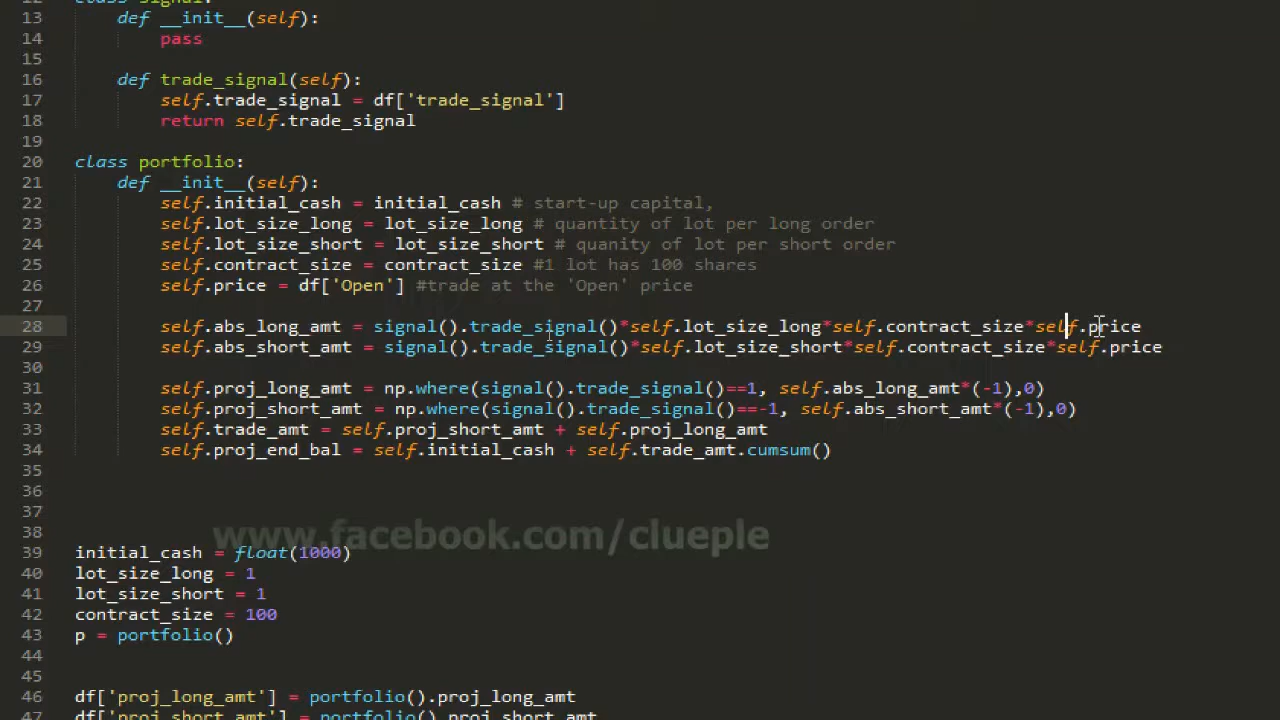 12 class signal:
13 def __init__(self):
14 pass
15
16 def trade_signal(self):
17 self.trade_signal = df['trade_signal']
18 return self.trade_signal
19
20 class portfolio:
21 def __init__(self):
22 self.initial_cash = initial_cash # start-up capital,
23 self.lot_size_long = lot_size_long # quantity of lot per long order
24 self.lot_size_short = lot_size_short # quanity of lot per short order
25 self.contract_size = contract_size #1 lot has 100 shares
26 self.price = df['Open'] #trade at the 'Open' price
27
28 self.abs_long_amt = signal().trade_signal()*self.lot_size_long*self.contract_size*self.price
29 self.abs_short_amt = signal().trade_signal()*self.lot_size_short*self.contract_size*self.price
30
31 self.proj_long_amt = np.where(signal().trade_signal()==1, self.abs_long_amt*(-1),0)
32 self.proj_short_amt = np.where(signal().trade_signal()==-1, self.abs_short_amt*(-1),0)
33 self.trade_amt = self.proj_short_amt + self.proj_long_amt
34 self.proj_end_bal = self.initial_cash + self.trade_amt.cumsum()
35
36
37
38
www.facebook.com/clueple
39 initial_cash = float(1000)
40 lot_size_long = 1
41 lot_size_short = 1
42 contract_size = 100
43 p = portfolio()
44
45
46 df['proj_long_amt'] = portfolio().proj_long_amt
47 df['proj_short_amt'] = portfolio().proj_short_amt